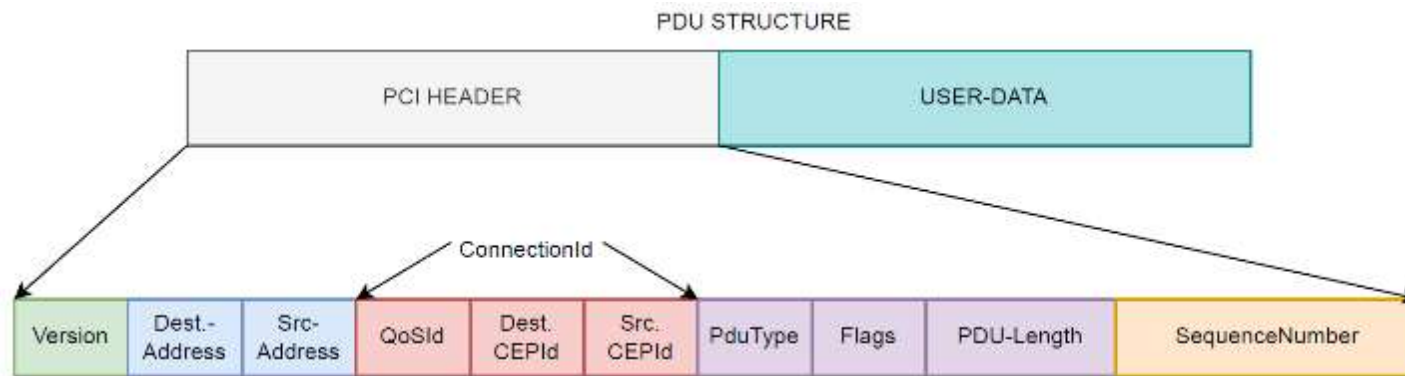 PDU STRUCTURE
PCI HEADER
USER-DATA
ConnectionId
Version
Dest.-
Address
Src-
Address
QoSId
Dest.
CEPId
Src.
CEPId
PduType
Flags
PDU-Length
SequenceNumber